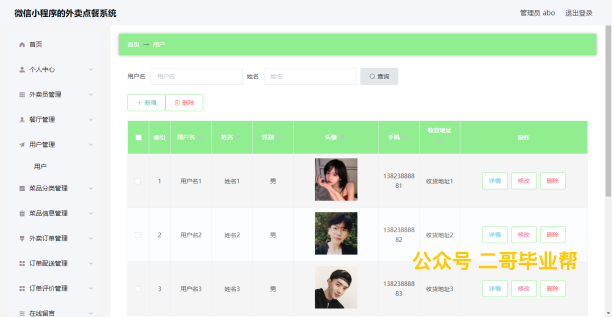 微信小程序的外卖点餐系统
管理员 abo 退出登录
首页
个人中心
外卖员管理
餐厅管理
用户管理
用户
菜品分类管理
菜品信息管理
外卖订单管理
订单配送管理
订单评价管理
在线留言
首页 用户
用户名 用户名 姓名 姓名 查询
+ 新增 删除
索引 用户名 姓名 性别 头像 手机 收货地址 操作
1 用户名1 姓名1 男 13823888881 收货地址1 详情 修改 删除
2 用户名2 姓名2 男 13823888882 收货地址2 详情 修改 删除
3 用户名3 姓名3 男 13823888883 收货地址3 详情 修改 删除
公众号 二哥毕业帮